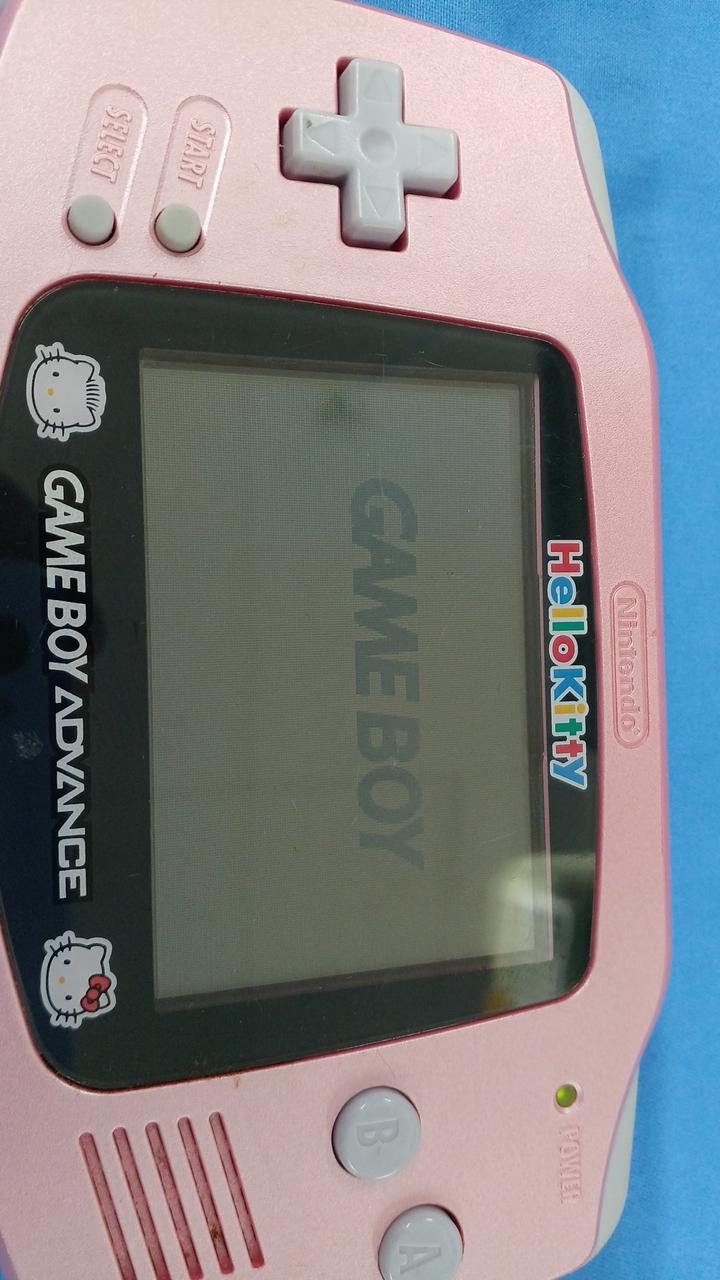 Nintendo
HelloKitty
GAME BOY
GAME BOY ADVANCE
SELECT
START
POWER
B
A